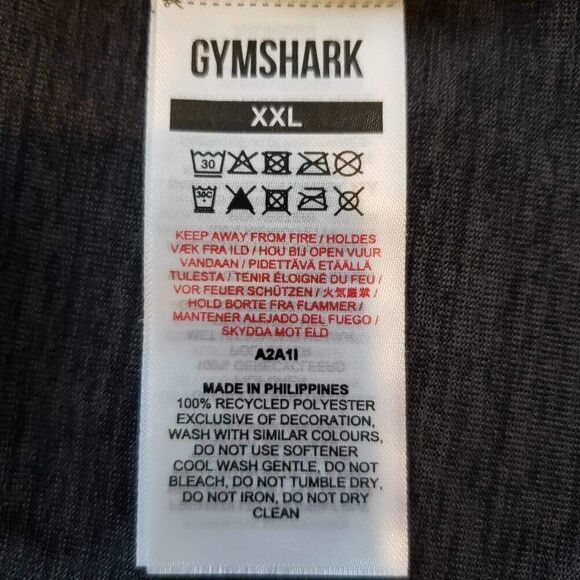 GYMSHARK
XXL
30
30C
KEEP AWAY FROM FIRE / HOLDES
VÆK FRA ILD / HOU BIJ OPEN VUUR
VANDAAN / PIDETTÄVÄ ETÄÄLLÄ
TULESTA / TENIR ÉLOIGNÉ DU FEU /
VOR FEUER SCHÜTZEN / 火気厳禁 /
HOLD BORTE FRA FLAMMER /
MANTENER ALEJADO DEL FUEGO /
SKYDDA MOT ELD
A2A1I
MADE IN PHILIPPINES
100% RECYCLED POLYESTER
EXCLUSIVE OF DECORATION,
WASH WITH SIMILAR COLOURS,
DO NOT USE SOFTENER
COOL WASH GENTLE, DO NOT
BLEACH, DO NOT TUMBLE DRY,
DO NOT IRON, DO NOT DRY
CLEAN